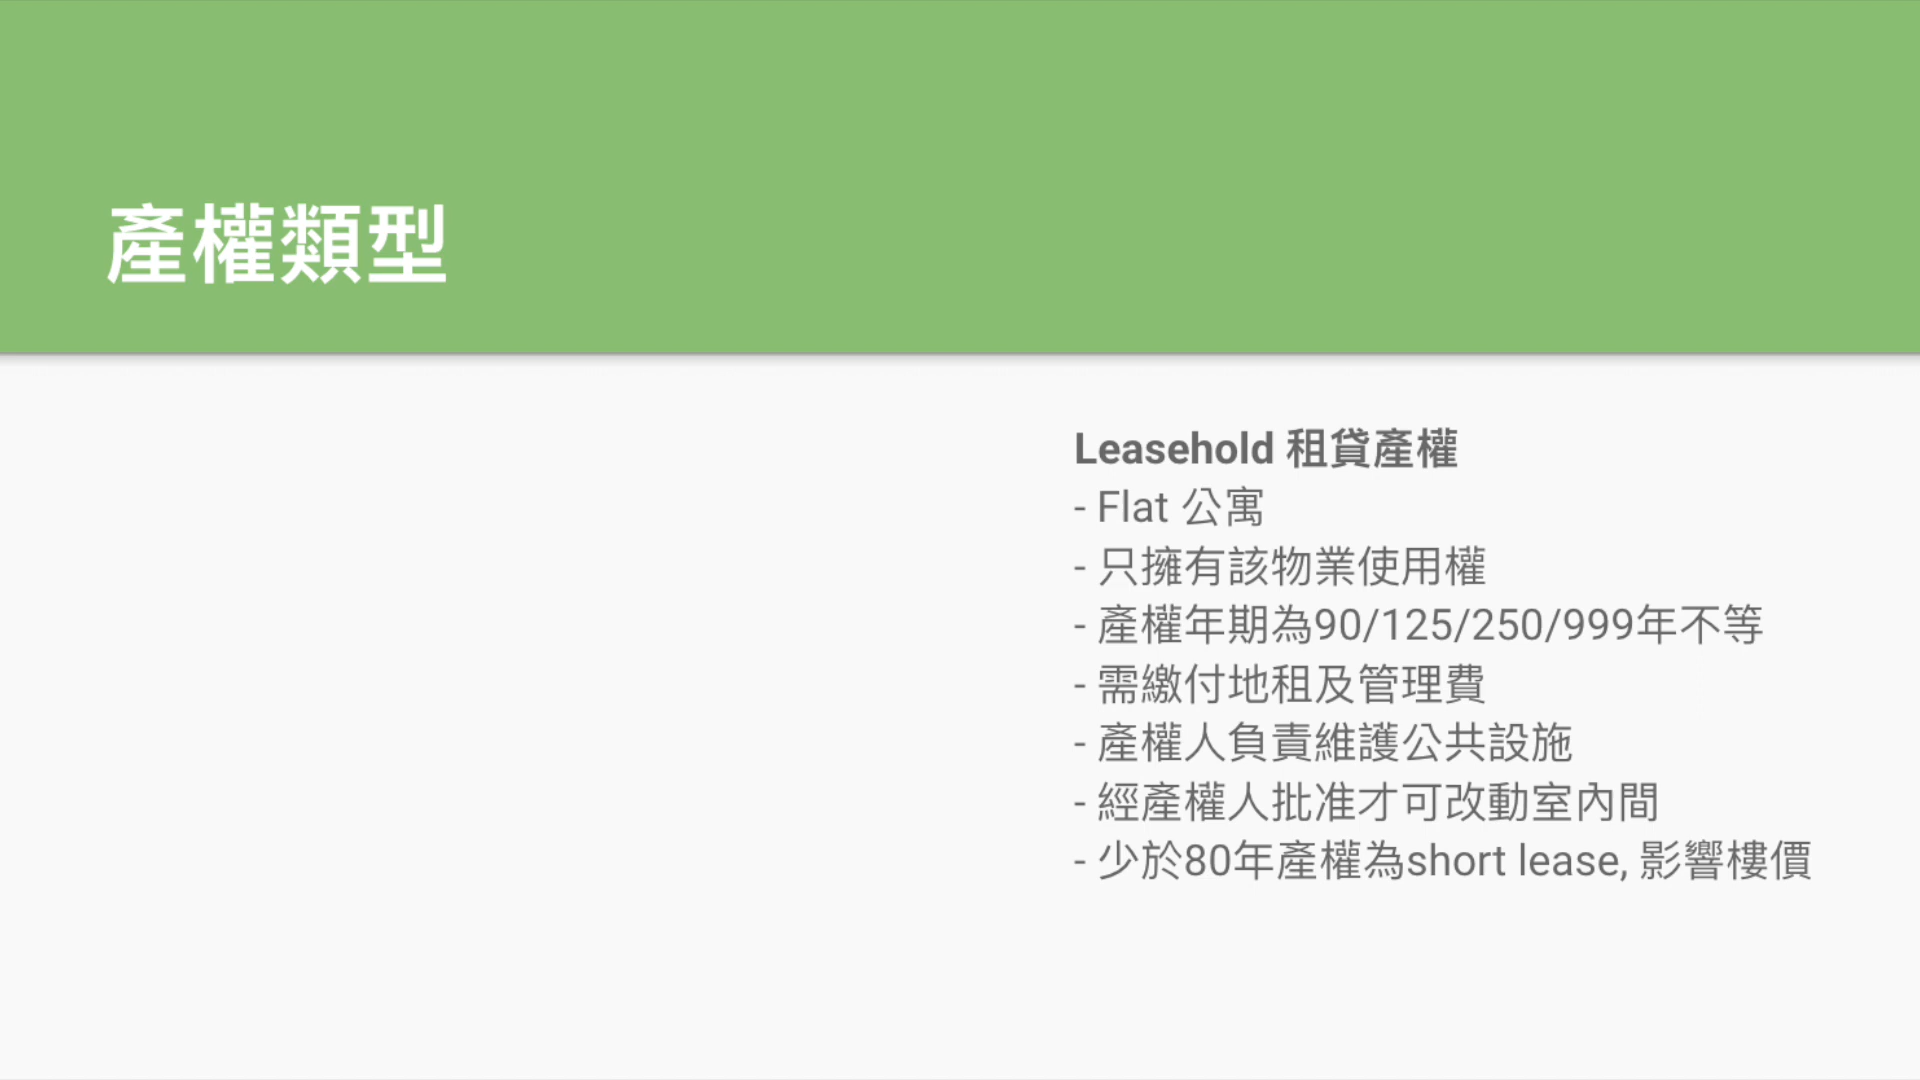 產權類型
Leasehold 租貸產權
- Flat 公寓
- 只擁有該物業使用權
- 產權年期為90/125/250/999年不等
- 需繳付地租及管理費
- 產權人負責維護公共設施
- 經產權人批准才可改動室內間
- 少於80年產權為short lease, 影響樓價